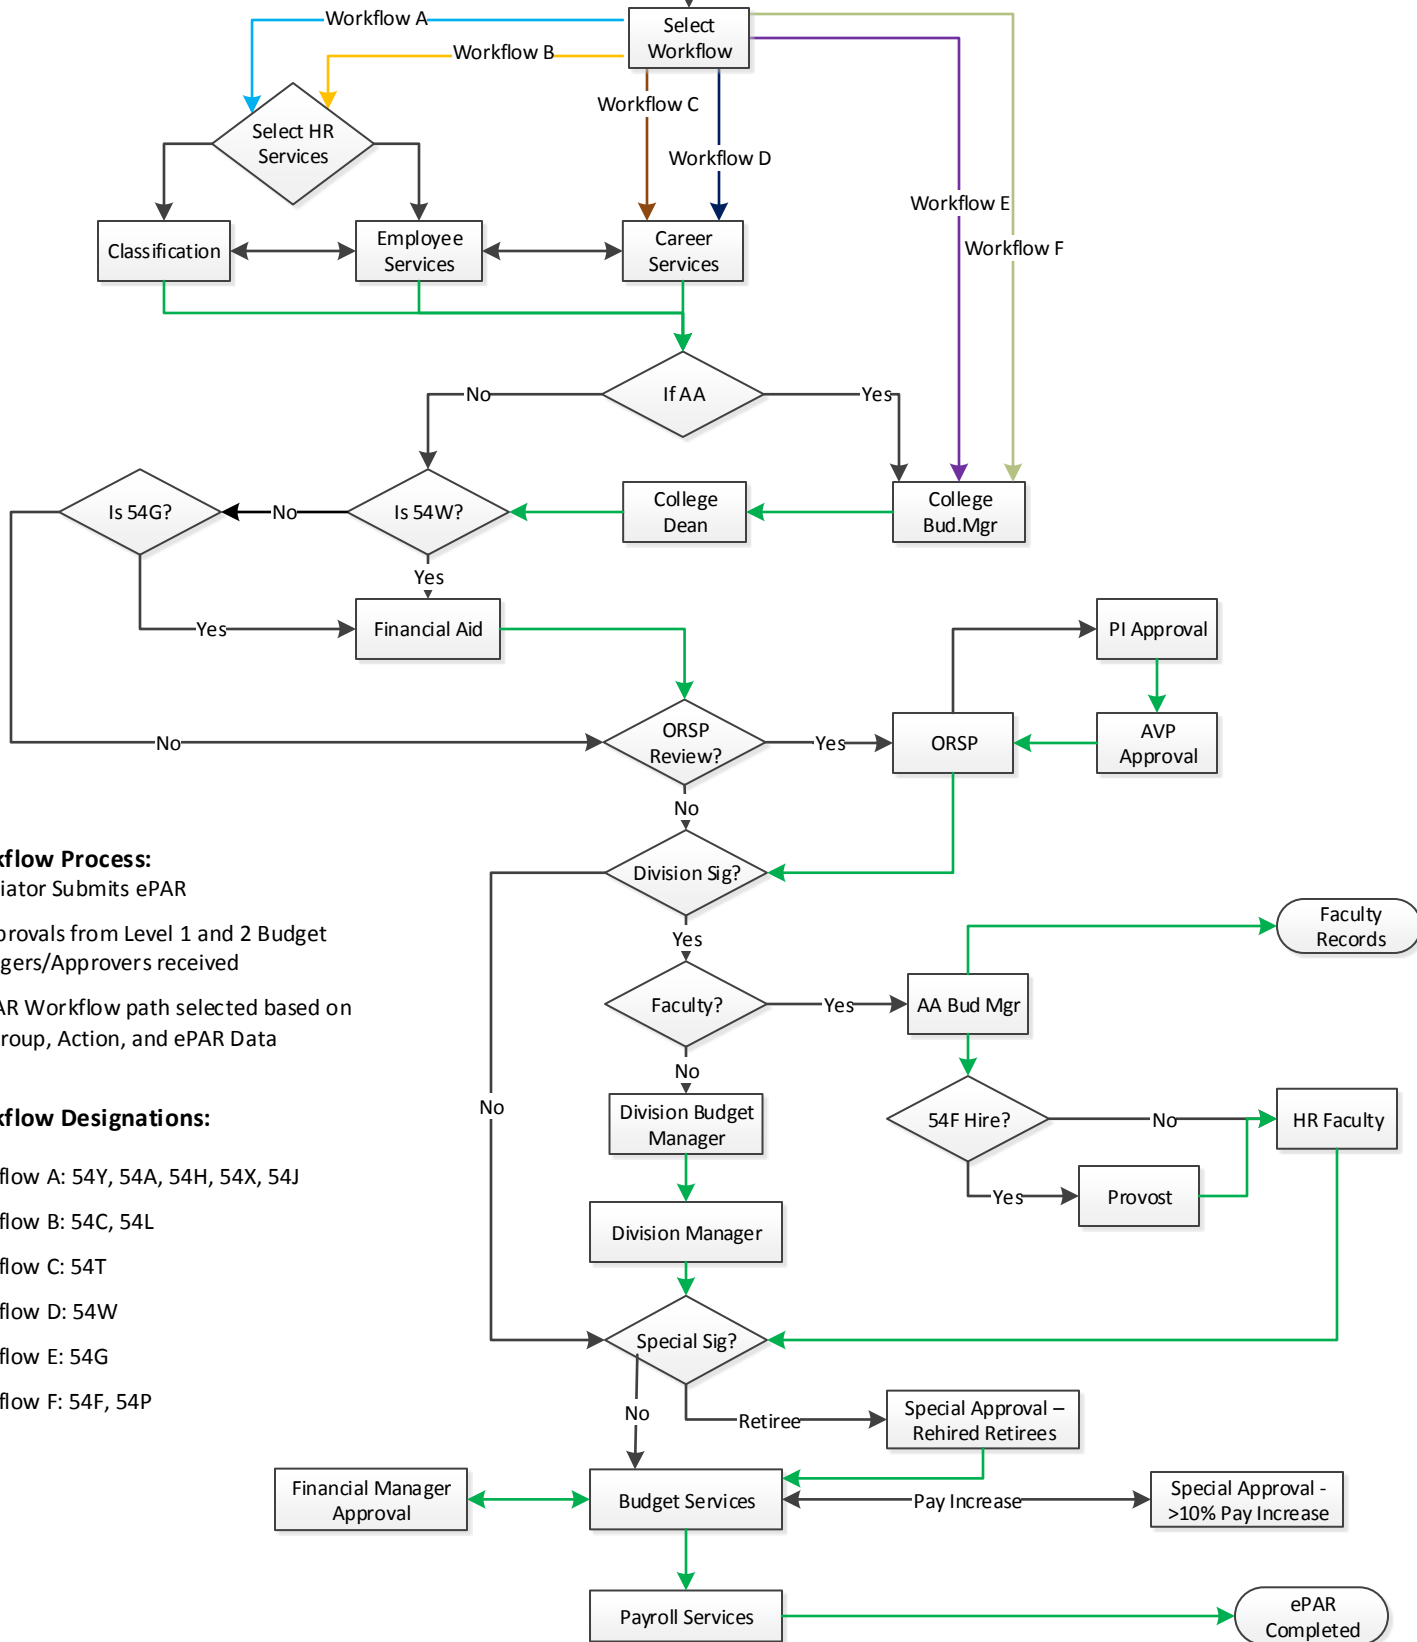 Workflow A
Select
Workflow
Workflow B
Workflow C
Select HR
Services
Workflow D
Workflow E
Workflow F
Classification
Employee
Services
Career
Services
If AA
No
Yes
Is 54G?
No
Is 54W?
College
Dean
College
Bud.Mgr
Yes
Yes
Financial Aid
PI Approval
No
ORSP
Review?
Yes
ORSP
AVP
Approval
No
kflow Process:
iator Submits ePAR
Division Sig?
provals from Level 1 and 2 Budget
gers/Approvers received
Faculty
Records
Yes
AR Workflow path selected based on
roup, Action, and ePAR Data
Faculty?
Yes
AA Bud Mgr
No
No
kflow Designations:
Division Budget
Manager
54F Hire?
No
HR Faculty
flow A: 54Y, 54A, 54H, 54X, 54J
Yes
Provost
flow B: 54C, 54L
Division Manager
flow C: 54T
flow D: 54W
flow E: 54G
Special Sig?
flow F: 54F, 54P
No
Retiree
Special Approval –
Rehired Retirees
Financial Manager
Approval
Budget Services
Pay Increase
Special Approval -
>10% Pay Increase
Payroll Services
ePAR
Completed